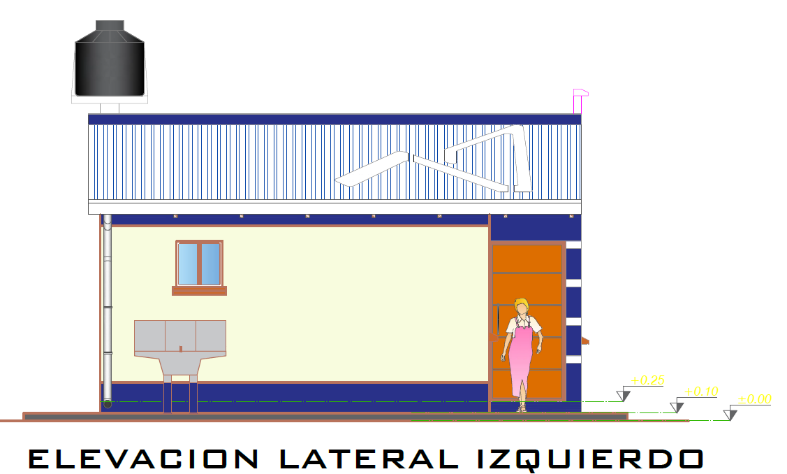 +0.25
+0.10
+0.00
ELEVACION LATERAL IZQUIERDO